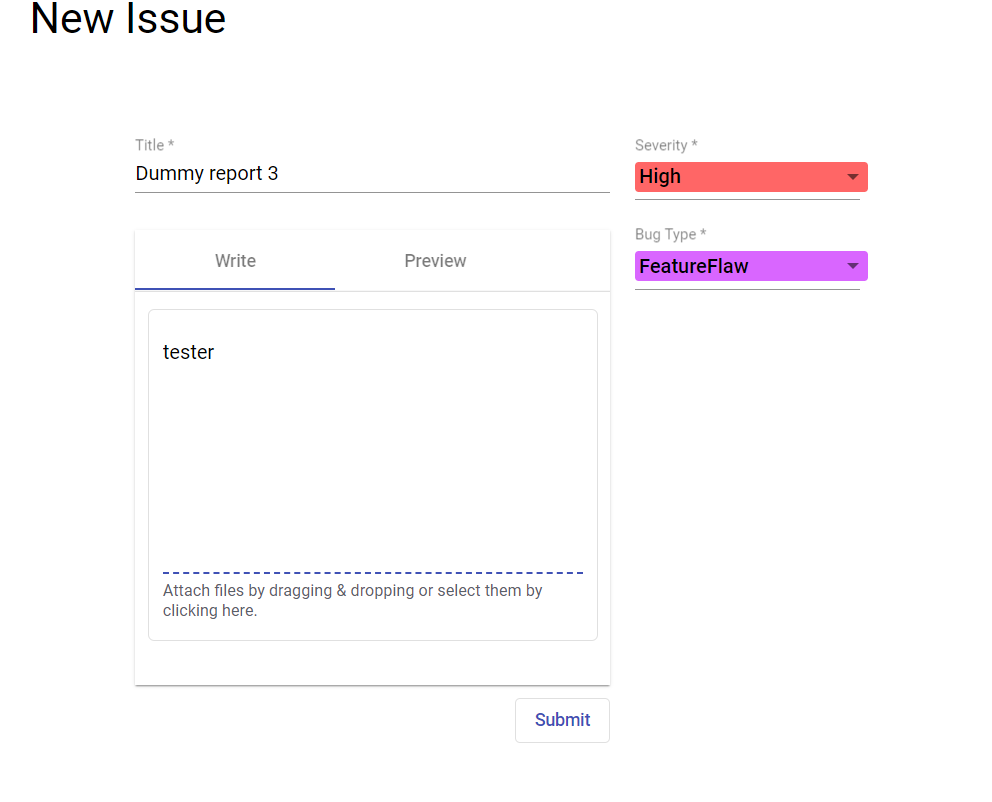 New Issue
Title *
Dummy report 3
Severity *
High
Bug Type *
FeatureFlaw
Write
Preview
tester
Attach files by dragging & dropping or select them by
clicking here.
Submit